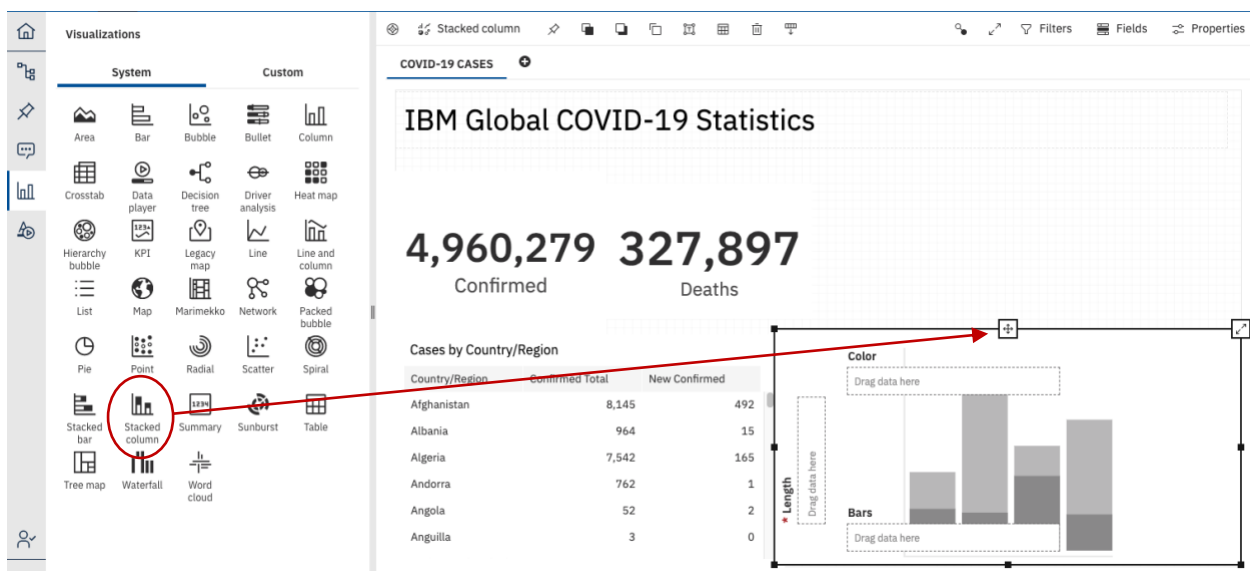 Visualizations
System
Custom
Area
Bar
Bubble
Bullet
Column
Crosstab
Data
player
Decision
tree
Driver
analysis
Heat map
Hierarchy
bubble
KPI
Legacy
map
Line
Line and
column
List
Map
Marimekko
Network
Packed
bubble
Pie
Point
Radial
Scatter
Spiral
Stacked
bar
Stacked
column
Summary
Sunburst
Table
Tree map
Waterfall
Word
cloud
Stacked column
Filters
Fields
Properties
COVID-19 CASES
IBM Global COVID-19 Statistics
4,960,279 327,897
Confirmed Deaths
Cases by Country/Region
Country/Region Confirmed Total New Confirmed
Afghanistan 8,145 492
Albania 964 15
Algeria 7,542 165
Andorra 762 1
Angola 52 2
Anguilla 3 0
Color
Drag data here
* Length
Drag data here
Bars
Drag data here